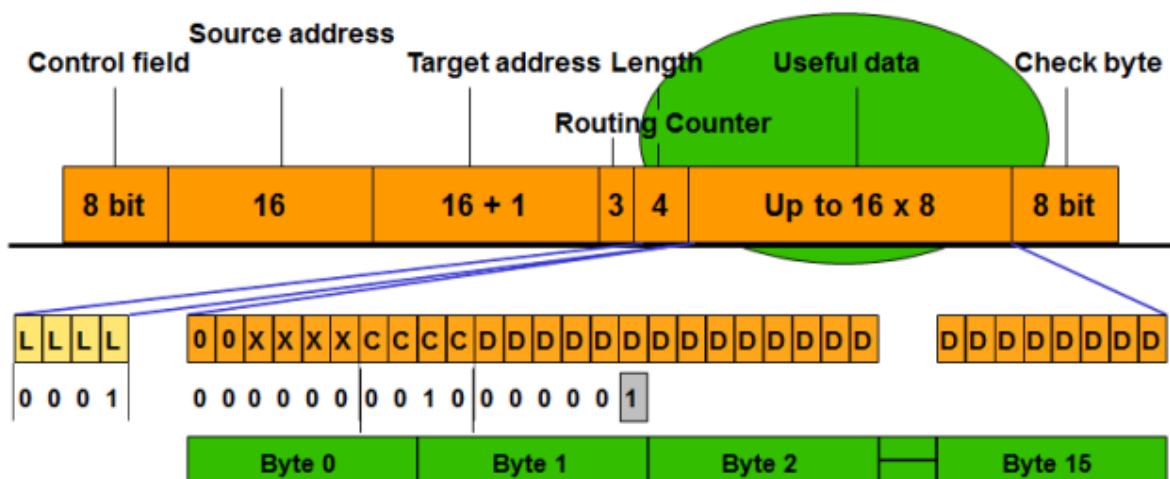 Source address
Control field Target address Length Useful data Check byte
Routing Counter
8 bit 16 16 + 1 3 4 Up to 16 x 8 8 bit
L L L L 0 0 X X X X C C C C D D D D D D D D D D D D D D D D D D D D D D
0 0 0 1 0 0 0 0 0 0 0 0 1 0 0 0 0 0 0 1
Byte 0 Byte 1 Byte 2 Byte 15